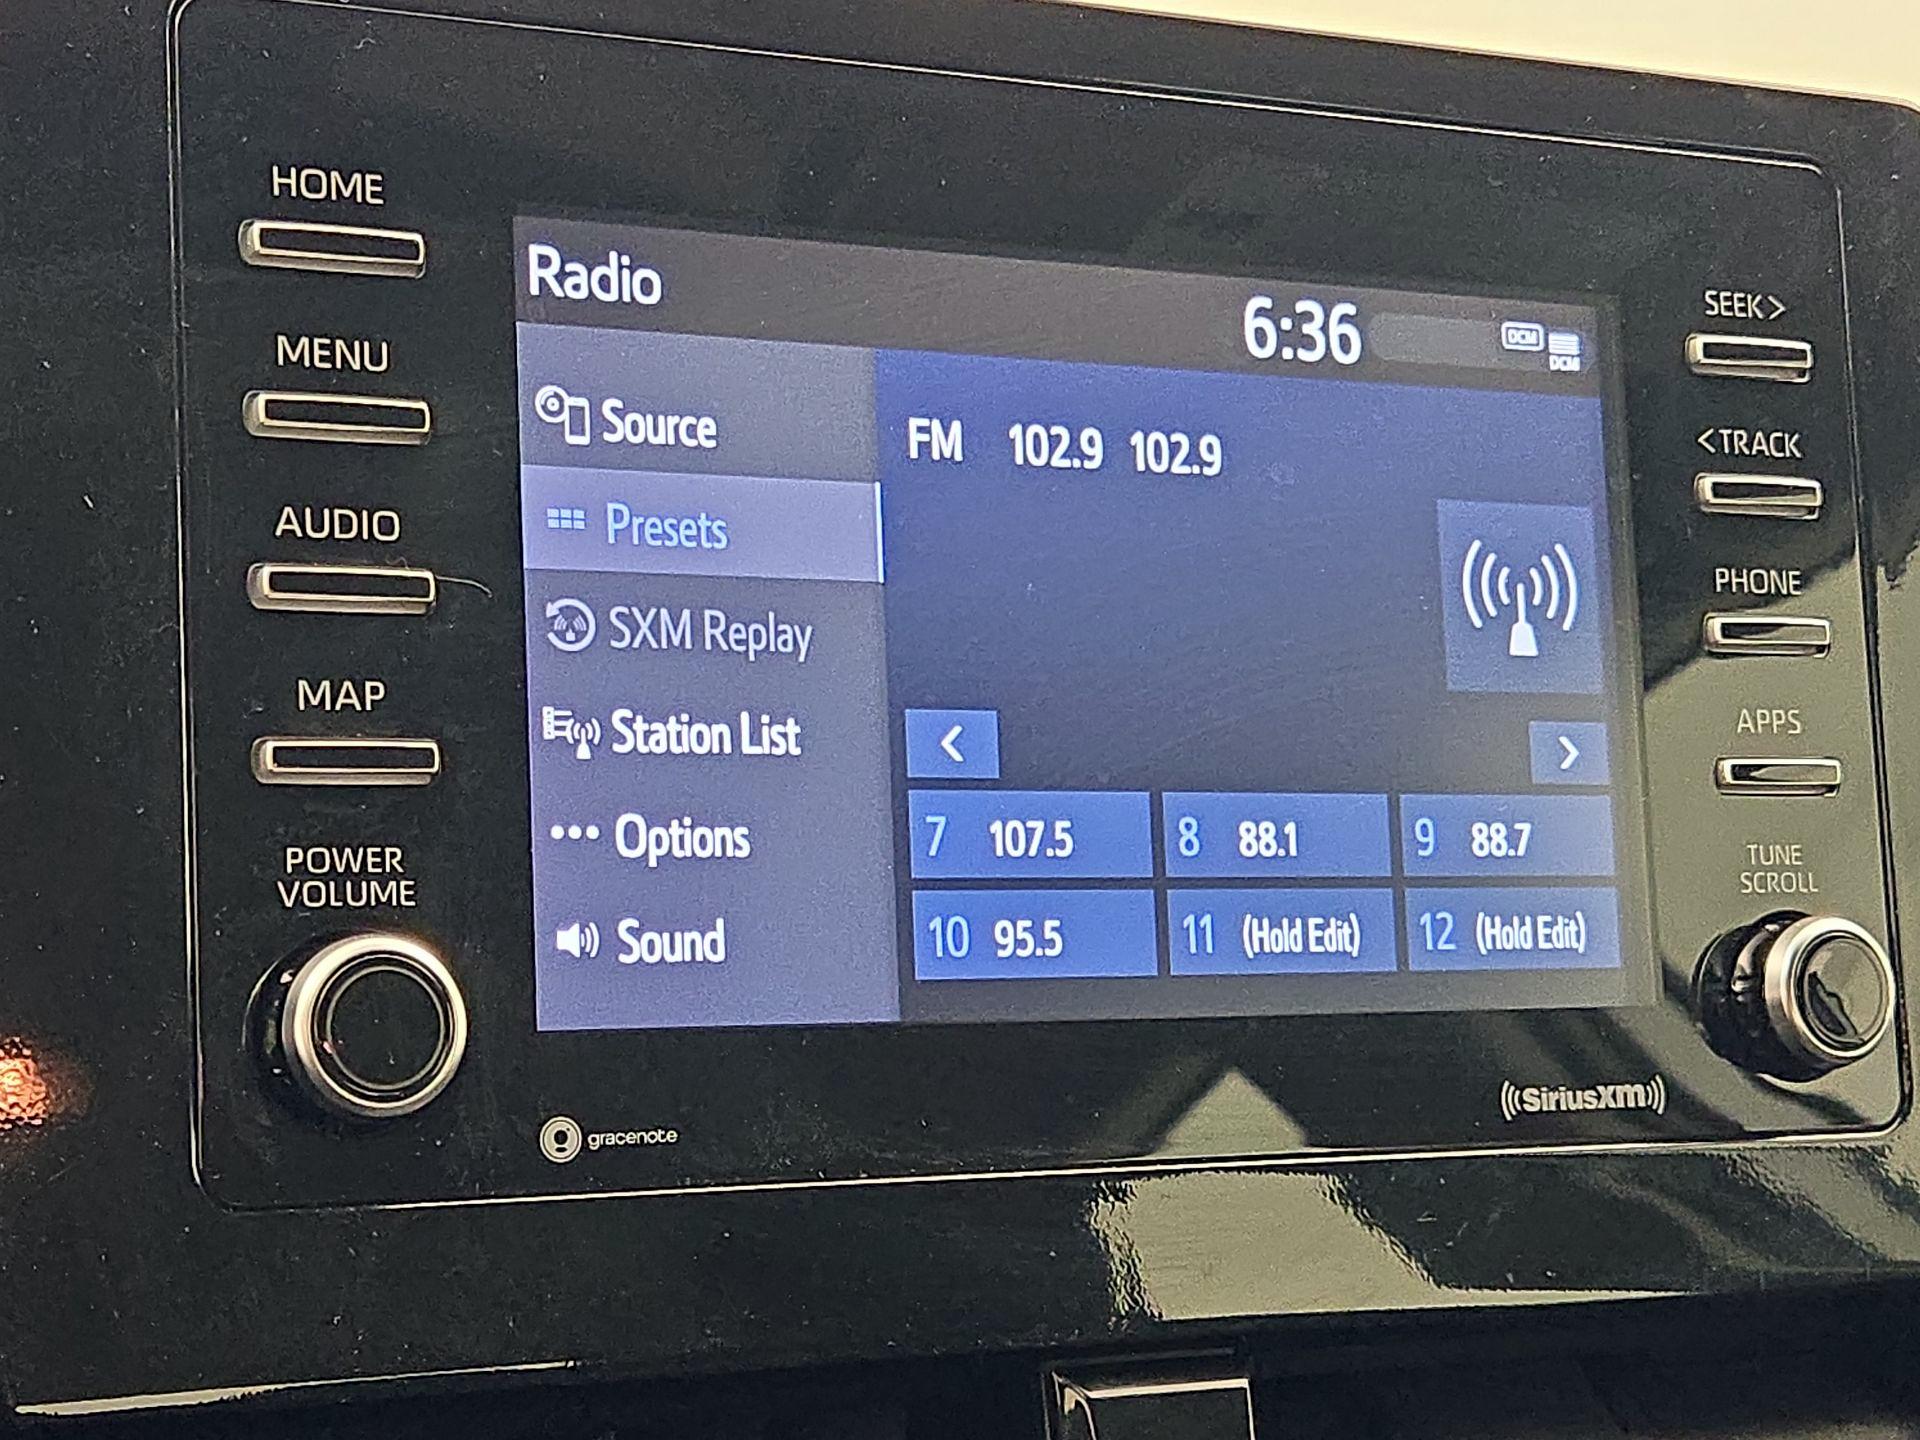 HOME
MENU
AUDIO
MAP
POWER
VOLUME
Radio
6:36
DCM
DCM
Source
Presets
SXM Replay
Station List
Options
Sound
FM 102.9 102.9
<
>
7 107.5
8 88.1
9 88.7
10 95.5
11 (Hold Edit)
12 (Hold Edit)
SEEK>
<TRACK
PHONE
APPS
TUNE
SCROLL
gracenote
((SiriusXM))